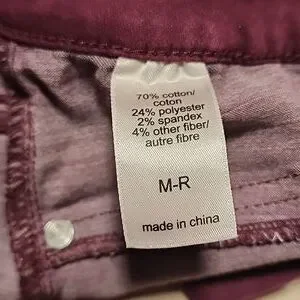 70% cotton/
coton
24% polyester
2% spandex
4% other fiber/
autre fibre
M-R
made in china